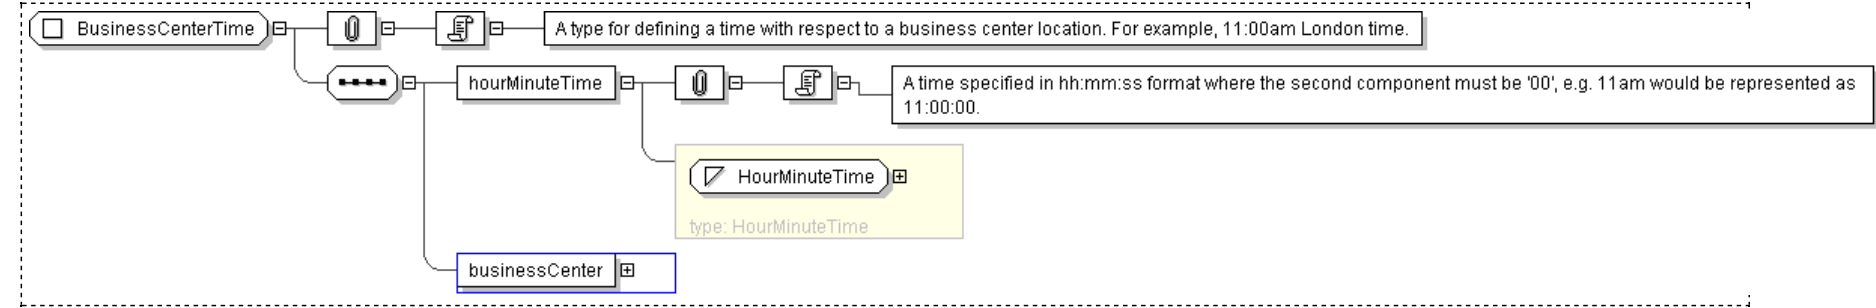 BusinessCenterTime
A type for defining a time with respect to a business center location. For example, 11:00am London time.
hourMinuteTime
A time specified in hh:mm:ss format where the second component must be '00', e.g. 11am would be represented as
11:00:00.
HourMinuteTime
type: HourMinuteTime
businessCenter